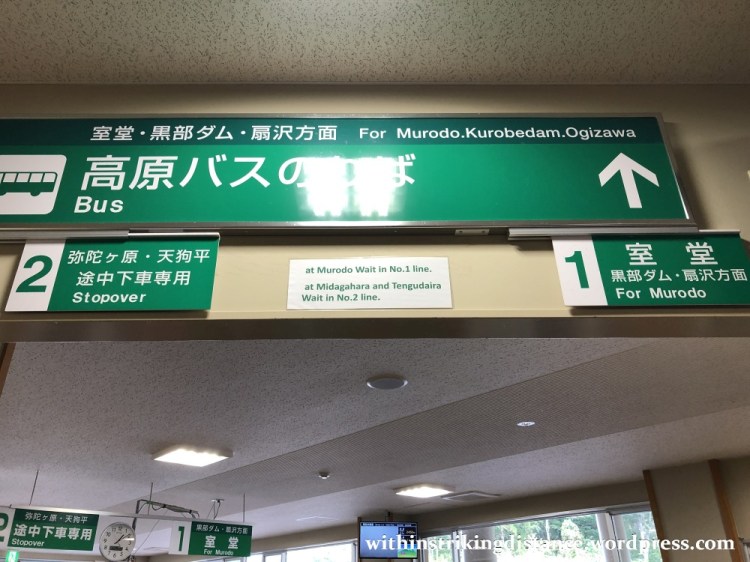 室堂・黒部ダム・扇沢方面 For Murodo.Kurobedam.Ogizawa
高原バスのりば
Bus
2
弥陀ヶ原・天狗平
途中下車専用
Stopover
at Murodo Wait in No.1 line.
at Midagahara and Tengudaira
Wait in No.2 line.
1
室堂
黒部ダム・扇沢方面
For Murodo
2
弥陀ヶ原・天狗平
途中下車専用
Stopover
1
黒部ダム・扇沢方面
室堂
For Murodo
withinstrikingdistance.wordpress.com